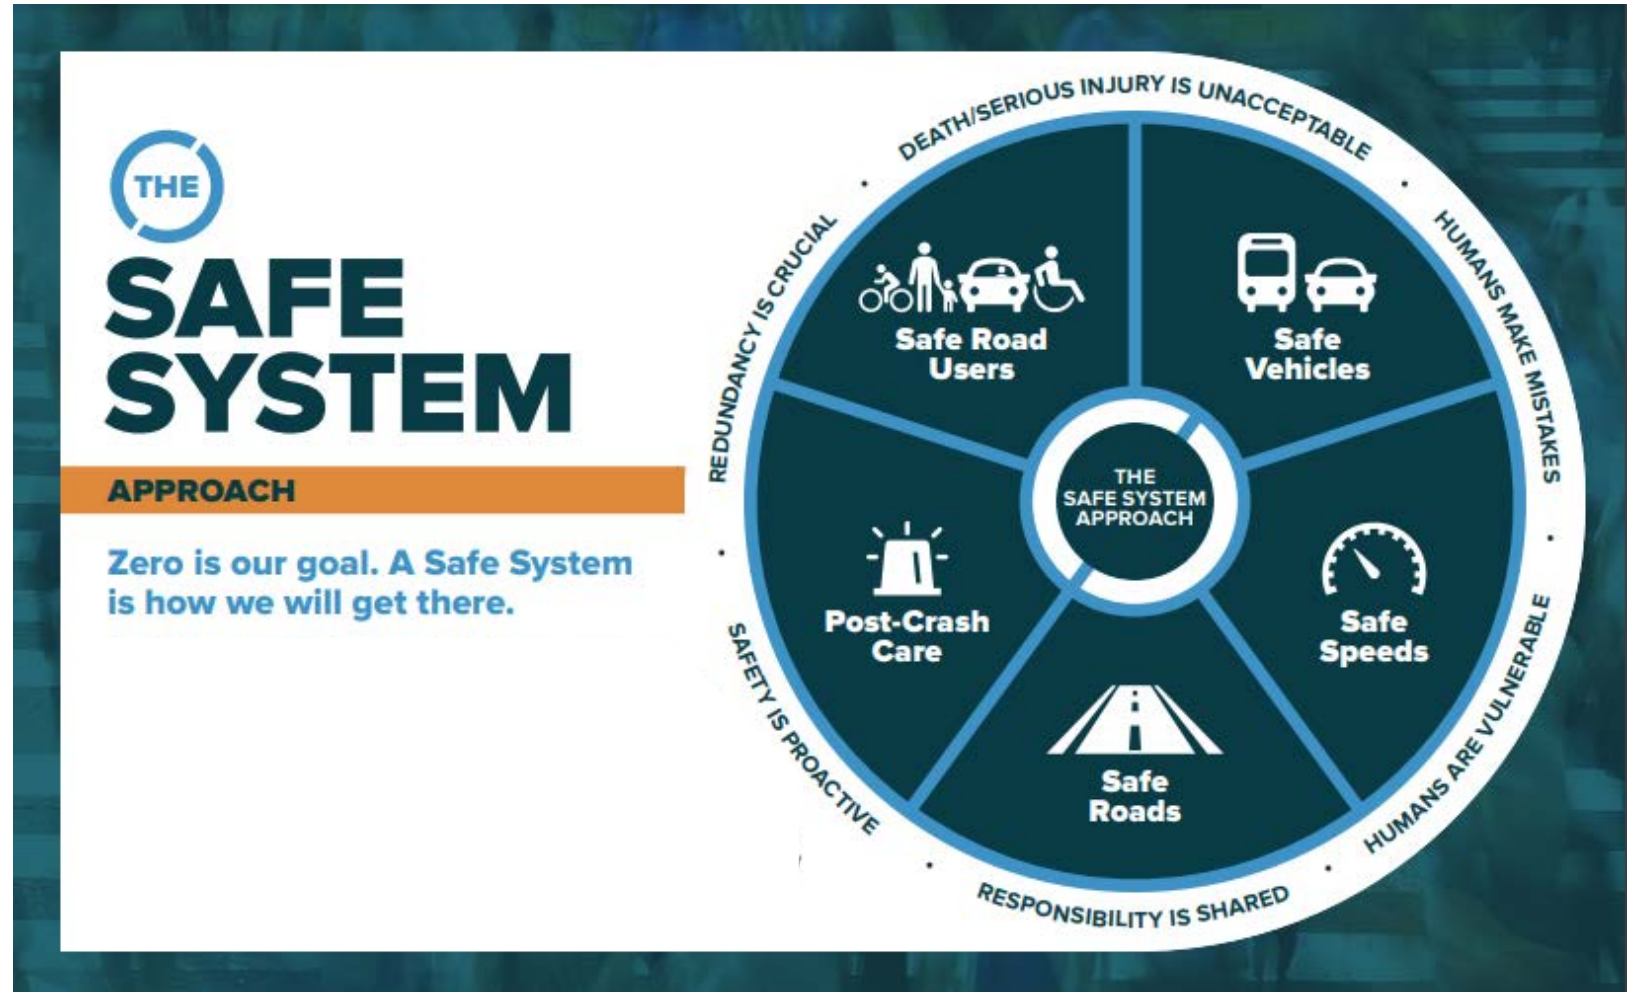 THE
SAFE
SYSTEM
APPROACH
Zero is our goal. A Safe System
is how we will get there.
DEATH/SERIOUS INJURY IS UNACCEPTABLE
HUMANS MAKE MISTAKES
HUMANS ARE VULNERABLE
RESPONSIBILITY IS SHARED
SAFETY IS PROACTIVE
REDUNDANCY IS CRUCIAL
Safe Road
Users
Safe
Vehicles
Safe
Speeds
Safe
Roads
Post-Crash
Care
THE
SAFE SYSTEM
APPROACH